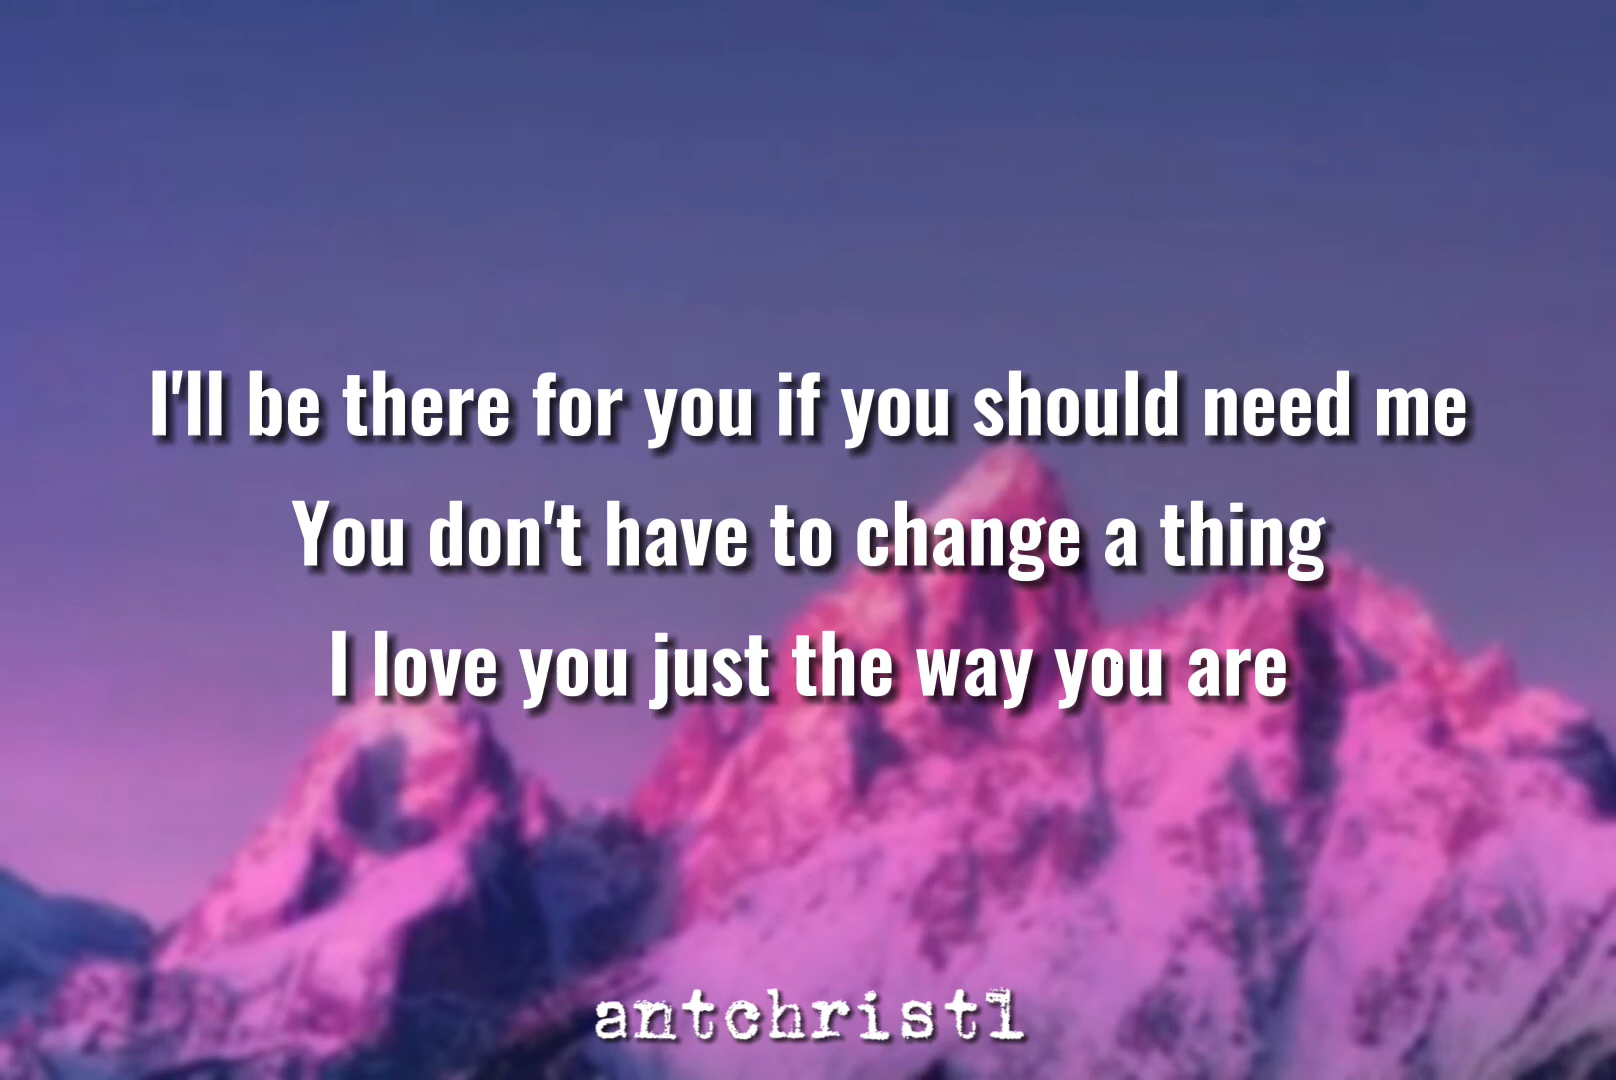 I'll be there for you if you should need me
You don't have to change a thing
I love you just the way you are
antchrist1